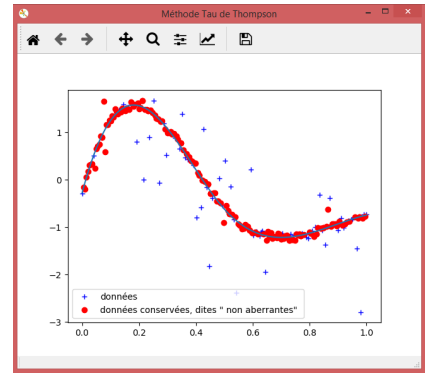 Méthode Tau de Thompson
1
0
−1
−2
−3
0.0 0.2 0.4 0.6 0.8 1.0
données
données conservées, dites " non aberrantes"